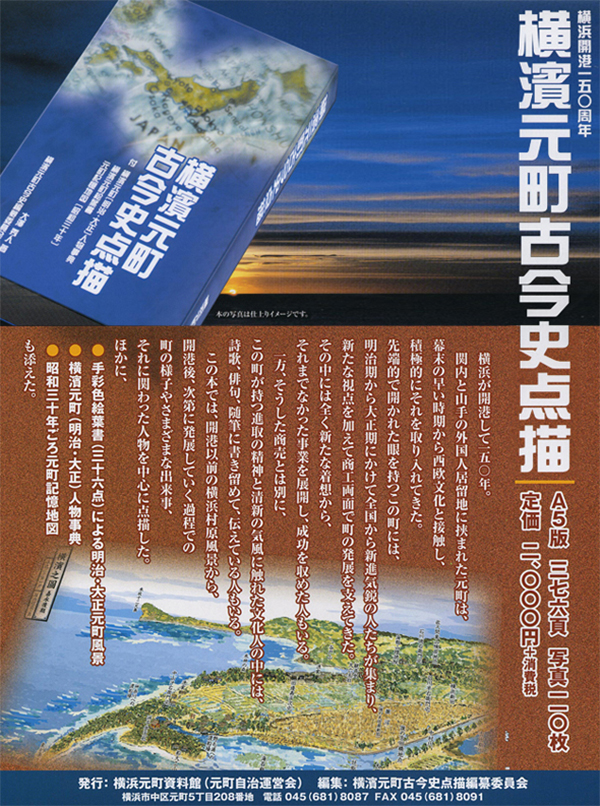 横浜開港一五〇周年
横濱元町古今史点描
A5版 三七六頁 写真一二〇枚
定価 二、〇〇〇円+消費税
横濱元町
古今史点描
本の写真は仕上りイメージです。
横浜が開港して一五〇年。
関内と山手の外国人居留地に挟まれた元町は、
幕末の早い時期から西欧文化と接触し、
積極的にそれを取り入れてきた。
先端的で開かれた眼を持つこの町には、
明治期から大正期にかけて全国から新進気鋭の人たちが集まり、
新たな視点を加えて商工両面で町の発展を支えてきた。
その中には全く新たな着想から、
それまでなかった事業を展開し、成功を収めた人もいる。
一方、そうした商売とは別に、
この町が持つ進取の精神と清新の気風に触れた文化人の中には、
詩歌、俳句、随筆に書き留めて、伝えている人もいる。
この本では、開港以前の横浜村原風景から、
開港後、次第に発展していく過程での
町の様子やさまざまな出来事、
それに関わった人物を中心に点描した。
ほかに、
●手彩色絵葉書(三十六点)による明治・大正元町風景
●横濱元町(明治・大正)人物事典
●昭和三十年ごろ元町記憶地図
も添えた。
発行:横浜元町資料館(元町自治運営会) 編集:横濱元町古今史点描編纂委員会
横浜市中区元町5丁目208番地 電話 045(681)8087 FAX 045(681)8091